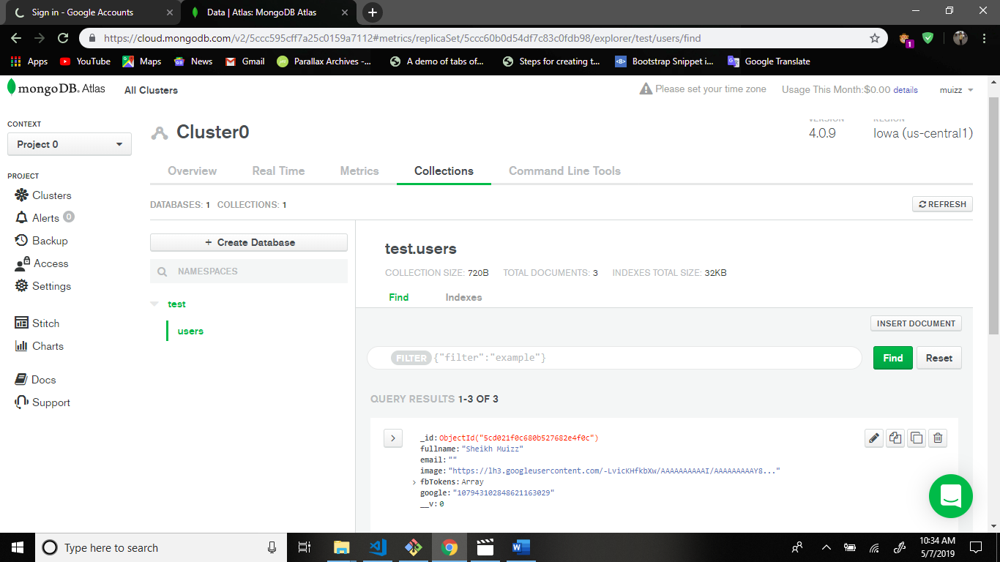 Sign in - Google Accounts
Data | Atlas: MongoDB Atlas
https://cloud.mongodb.com/v2/5ccc595cff7a25c0159a7112#metrics/replicaSet/5ccc60b0d54df7c83c0fdb98/explorer/test/users/find
1
Apps YouTube Maps News Gmail Parallax Archives -... A demo of tabs of... Steps for creating t... Bootstrap Snippet i... Google Translate
mongoDB. Atlas All Clusters Please set your time zone Usage This Month:$0.00 details muizz
CONTEXT
Project 0
PROJECT
Clusters
Alerts 0
Backup
Access
Settings
Stitch
Charts
Docs
Support
Cluster0
VERSION REGION
4.0.9 Iowa (us-central1)
Overview Real Time Metrics Collections Command Line Tools
DATABASES: 1 COLLECTIONS: 1 REFRESH
+ Create Database
NAMESPACES
test
users
test.users
COLLECTION SIZE: 720B TOTAL DOCUMENTS: 3 INDEXES TOTAL SIZE: 32KB
Find Indexes
INSERT DOCUMENT
FILTER {"filter":"example"} Find Reset
QUERY RESULTS 1-3 OF 3
_id:ObjectId("5cd021f0c680b527682e4f0c")
fullname:"Sheikh Muizz"
email:""
image:"https://lh3.googleusercontent.com/-LvicKHfkbXw/AAAAAAAAAAI/AAAAAAAAAY8..."
fbTokens:Array
google:"107943102848621163029"
__v:0
Type here to search
10:34 AM
5/7/2019